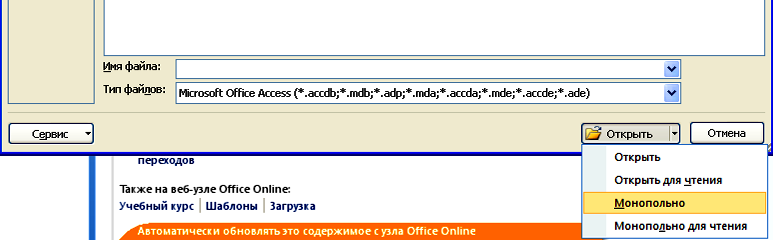 Имя файла:
Тип файлов: Microsoft Office Access (*.accdb;*.mdb;*.adp;*.mda;*.accda;*.mde;*.accde;*.ade)
Сервис Открыть Отмена
Открыть
Открыть для чтения
Монопольно
Монопольно для чтения
переходов
Также на веб-узле Office Online:
Учебный курс | Шаблоны | Загрузка
Автоматически обновлять это содержимое с узла Office Online